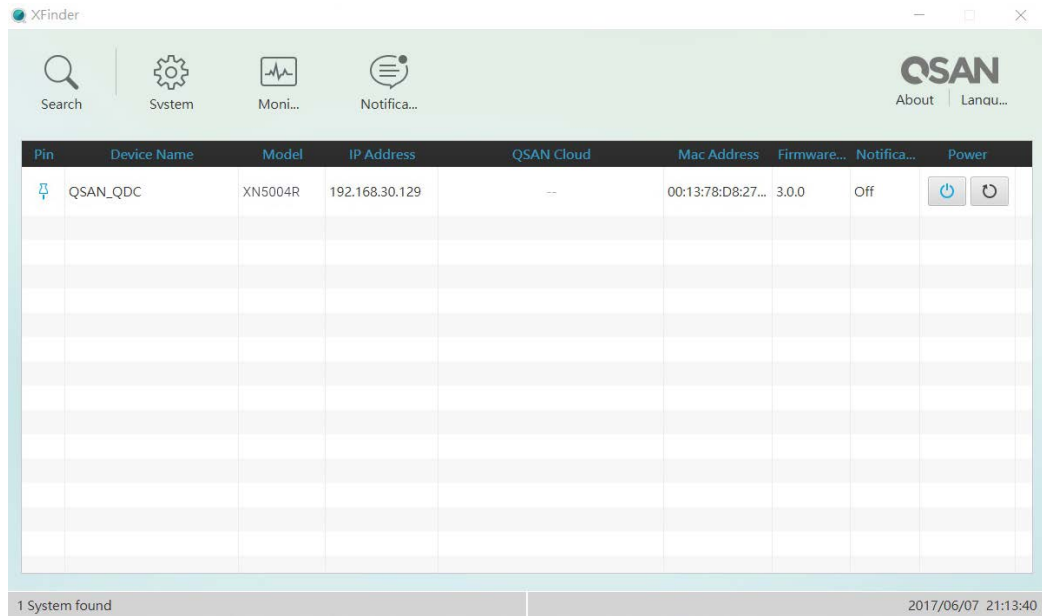 XFinder
QSAN
Search System Moni... Notifica... About Langu...
Pin Device Name Model IP Address QSAN Cloud Mac Address Firmware... Notifica... Power
QSAN_QDC XN5004R 192.168.30.129 -- 00:13:78:D8:27... 3.0.0 Off
1 System found 2017/06/07 21:13:40